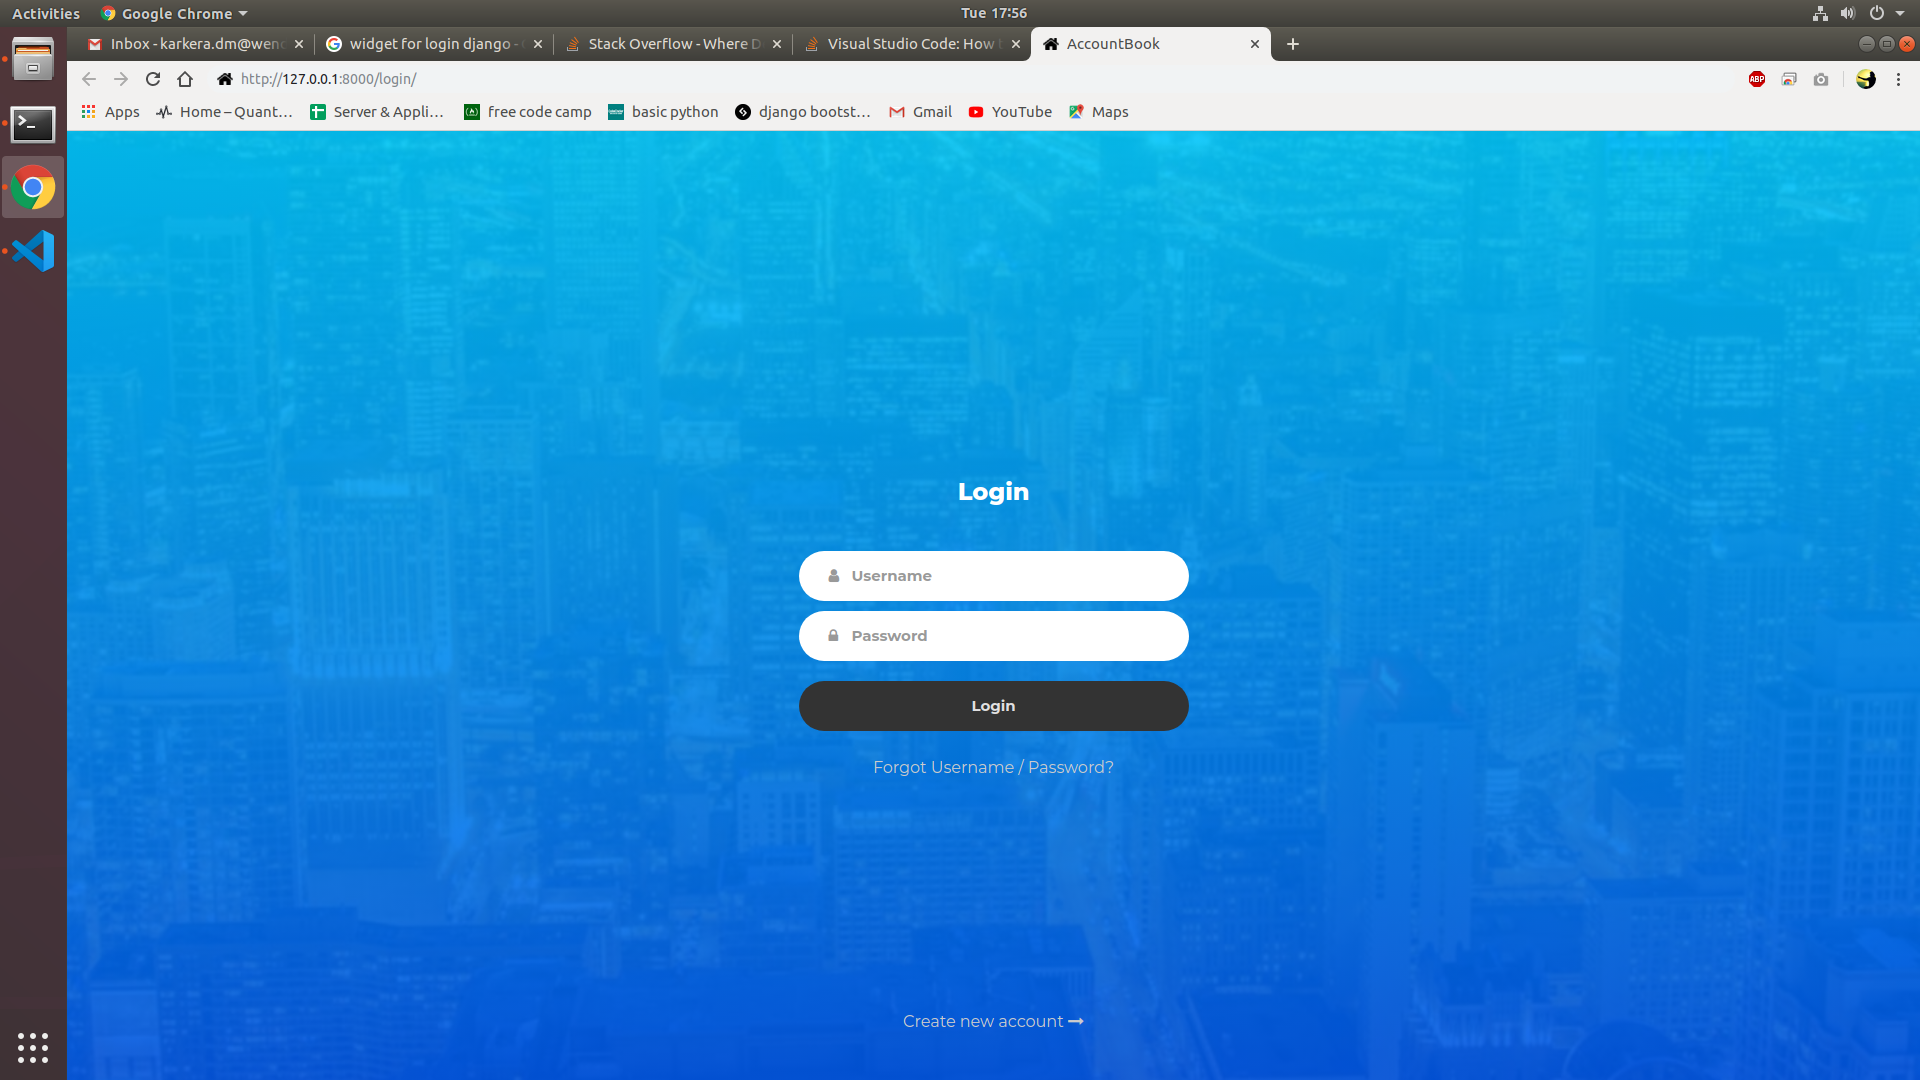 Activities
Google Chrome
Tue 17:56
Inbox - karkera.dm@wen
widget for login django -
Stack Overflow - Where D
Visual Studio Code: How
AccountBook
http://127.0.0.1:8000/login/
ABP
Apps
Home – Quant...
Server & Appli...
free code camp
basic python
django bootst...
Gmail
YouTube
Maps
Login
Username
Password
Login
Forgot Username / Password?
Create new account